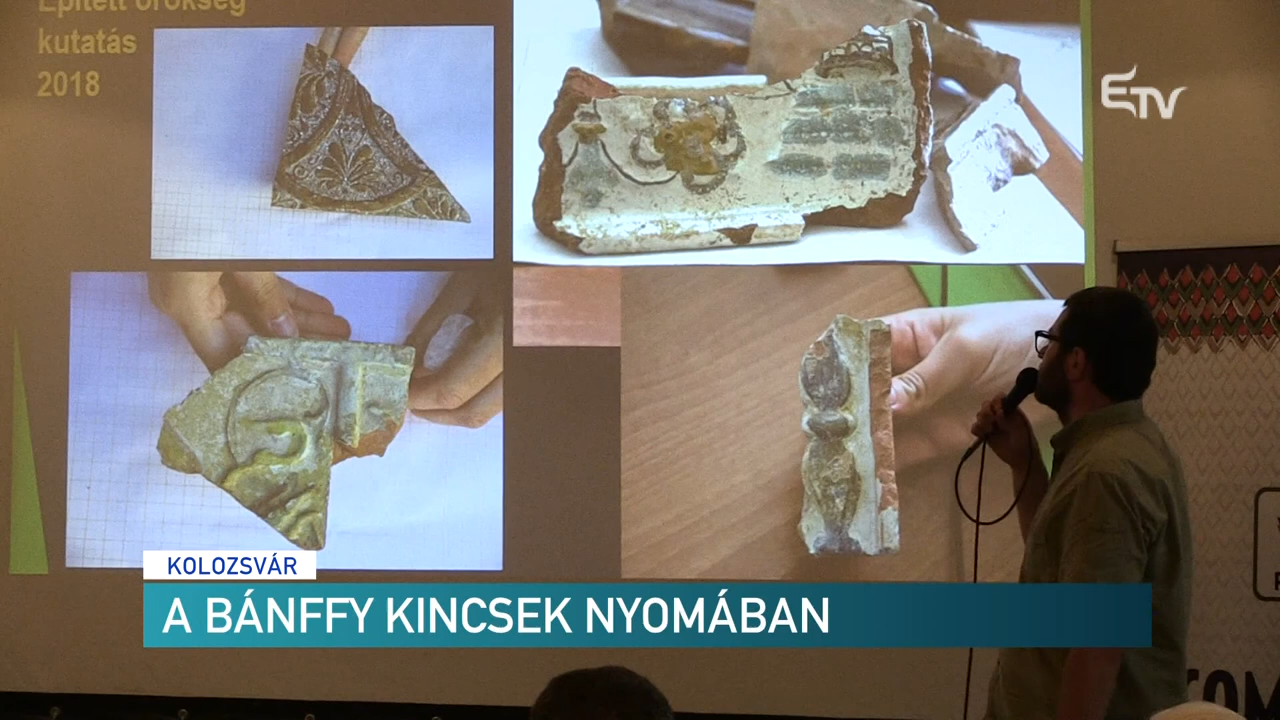 Épített örökség
kutatás
2018
ETV
KOLOZSVÁR
A BÁNFFY KINCSEK NYOMÁBAN